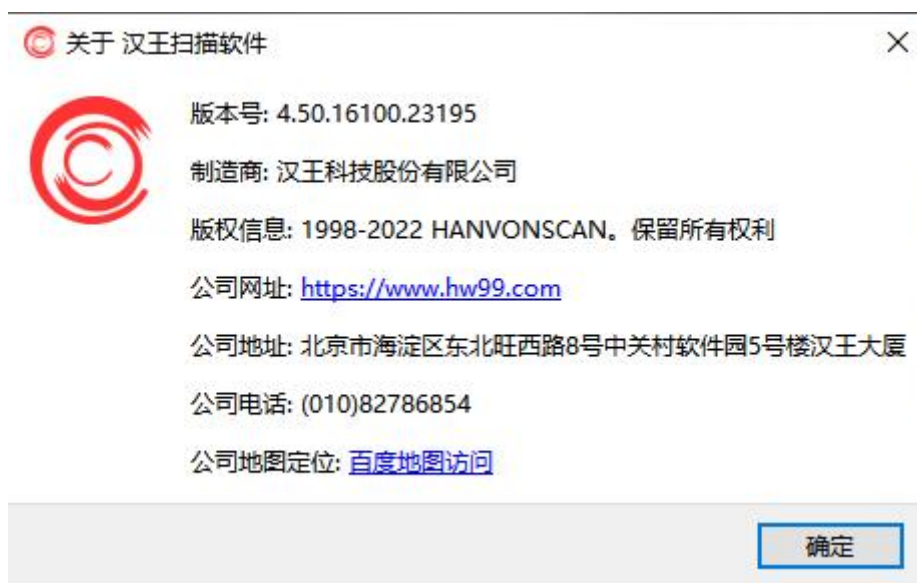 关于 汉王扫描软件
版本号: 4.50.16100.23195
制造商: 汉王科技股份有限公司
版权信息: 1998-2022 HANVONSCAN。保留所有权利
公司网址: https://www.hw99.com
公司地址: 北京市海淀区东北旺西路8号中关村软件园5号楼汉王大厦
公司电话: (010)82786854
公司地图定位: 百度地图访问
确定